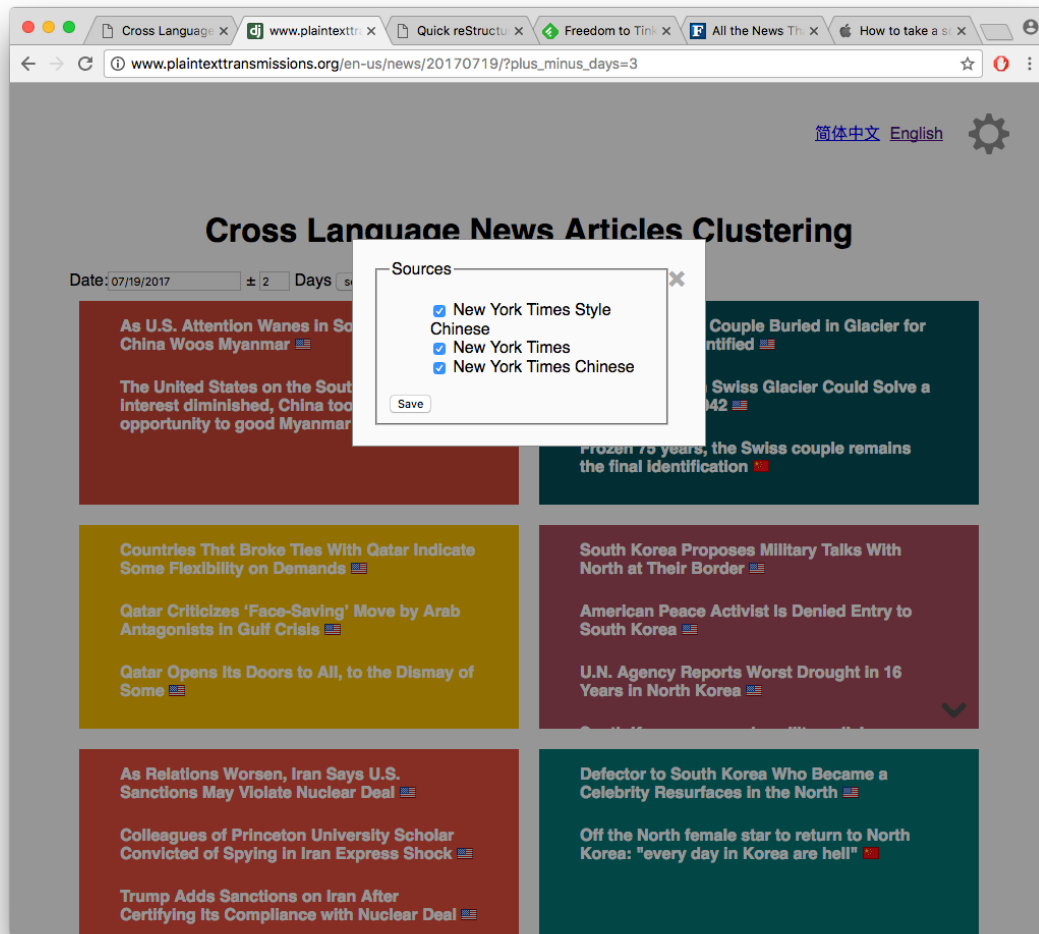 Cross Language
www.plaintexttr
Quick reStructu
Freedom to Tink
All the News Th
How to take a s
www.plaintexttransmissions.org/en-us/news/20170719/?plus_minus_days=3
简体中文 English
Cross Language News Articles Clustering
Date: 07/19/2017 ± 2 Days
Sources
New York Times Style
Chinese
New York Times
New York Times Chinese
Save
As U.S. Attention Wanes in So
China Woos Myanmar
The United States on the Sout
interest diminished, China too
opportunity to good Myanmar
Couple Buried in Glacier for
ntified
Swiss Glacier Could Solve a
942
Frozen 75 years, the Swiss couple remains
the final identification
Countries That Broke Ties With Qatar Indicate
Some Flexibility on Demands
Qatar Criticizes ‘Face-Saving’ Move by Arab
Antagonists in Gulf Crisis
Qatar Opens Its Doors to All, to the Dismay of
Some
South Korea Proposes Military Talks With
North at Their Border
American Peace Activist Is Denied Entry to
South Korea
U.N. Agency Reports Worst Drought in 16
Years in North Korea
As Relations Worsen, Iran Says U.S.
Sanctions May Violate Nuclear Deal
Colleagues of Princeton University Scholar
Convicted of Spying in Iran Express Shock
Trump Adds Sanctions on Iran After
Certifying Its Compliance with Nuclear Deal
Defector to South Korea Who Became a
Celebrity Resurfaces in the North
Off the North female star to return to North
Korea: "every day in Korea are hell"